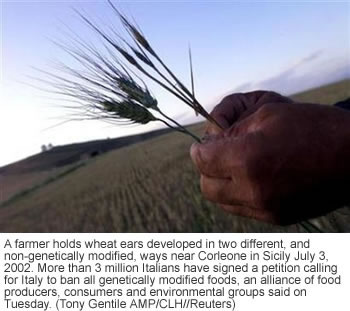 A farmer holds wheat ears developed in two different, and
non-genetically modified, ways near Corleone in Sicily July 3,
2002. More than 3 million Italians have signed a petition calling
for Italy to ban all genetically modified foods, an alliance of food
producers, consumers and environmental groups said on
Tuesday. (Tony Gentile AMP/CLH//Reuters)